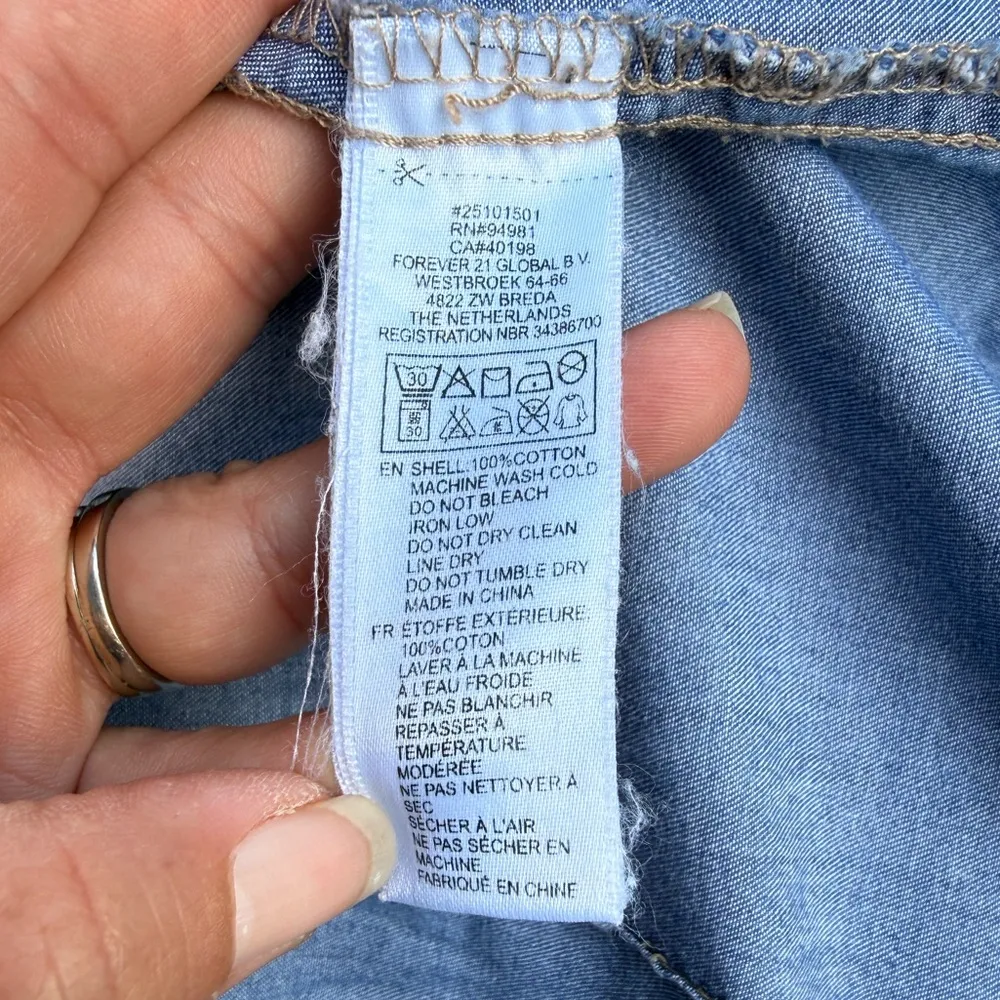 #25101501
RN#94981
CA#40198
FOREVER 21 GLOBAL B.V.
WESTBROEK 64-66
4822 ZW BREDA
THE NETHERLANDS
REGISTRATION NBR 34386700
30
30
EN SHELL:100%COTTON
MACHINE WASH COLD
DO NOT BLEACH
IRON LOW
DO NOT DRY CLEAN
LINE DRY
DO NOT TUMBLE DRY
MADE IN CHINA
FR ÉTOFFE EXTÉRIEURE:
100%COTON
LAVER À LA MACHINE
À L'EAU FROIDE
NE PAS BLANCHIR
REPASSER À
TEMPÉRATURE
MODÉRÉE
NE PAS NETTOYER À
SEC
SÉCHER À L'AIR
NE PAS SÉCHER EN
MACHINE
FABRIQUÉ EN CHINE